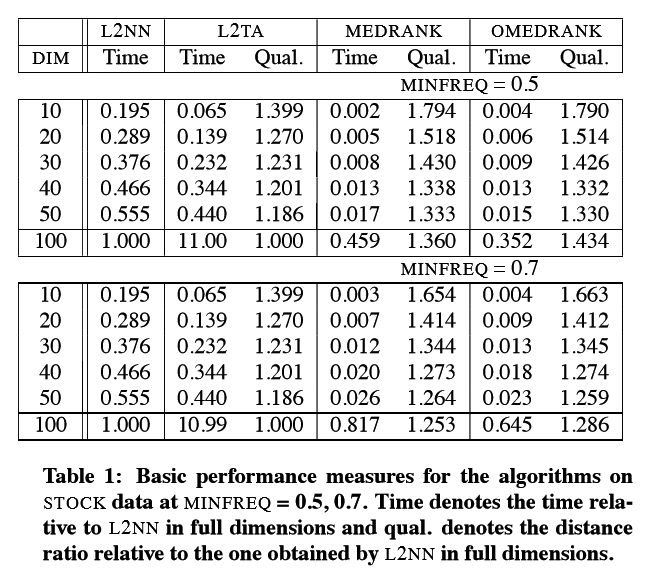 L2NN L2TA MEDRANK OMEDRANK
DIM Time Time Qual. Time Qual. Time Qual.
MINFREQ = 0.5
10 0.195 0.065 1.399 0.002 1.794 0.004 1.790
20 0.289 0.139 1.270 0.005 1.518 0.006 1.514
30 0.376 0.232 1.231 0.008 1.430 0.009 1.426
40 0.466 0.344 1.201 0.013 1.338 0.013 1.332
50 0.555 0.440 1.186 0.017 1.333 0.015 1.330
100 1.000 11.00 1.000 0.459 1.360 0.352 1.434
MINFREQ = 0.7
10 0.195 0.065 1.399 0.003 1.654 0.004 1.663
20 0.289 0.139 1.270 0.007 1.414 0.009 1.412
30 0.376 0.232 1.231 0.012 1.344 0.013 1.345
40 0.466 0.344 1.201 0.020 1.273 0.018 1.274
50 0.555 0.440 1.186 0.026 1.264 0.023 1.259
100 1.000 10.99 1.000 0.817 1.253 0.645 1.286
Table 1: Basic performance measures for the algorithms on
STOCK data at MINFREQ = 0.5, 0.7. Time denotes the time rela-
tive to L2NN in full dimensions and qual. denotes the distance
ratio relative to the one obtained by L2NN in full dimensions.